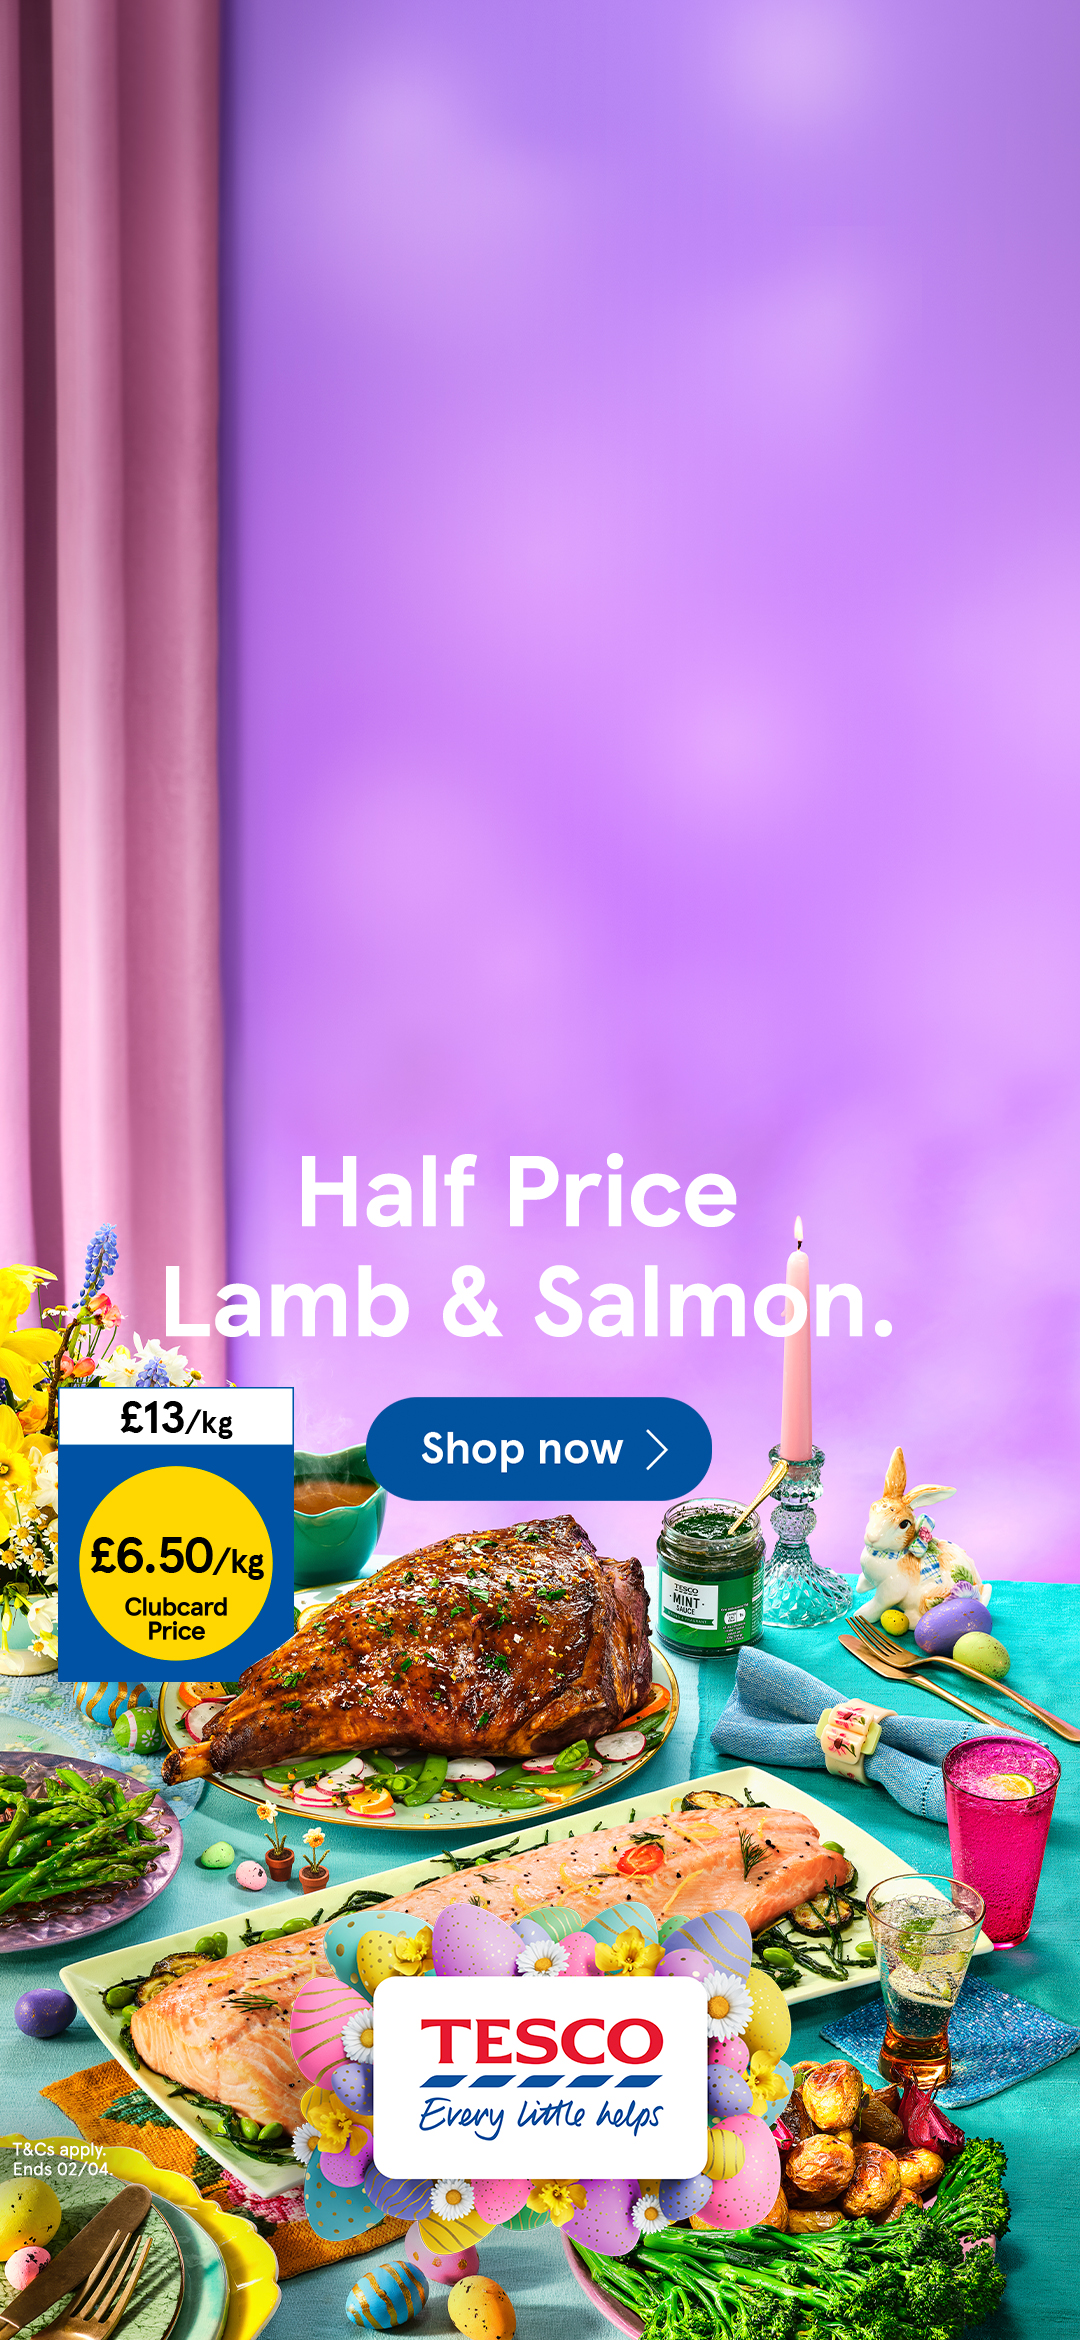 Half Price
Lamb & Salmon.
£13/kg
Shop now
£6.50/kg
Clubcard
Price
TESCO
MINT
SAUCE
TESCO
Every little helps
T&Cs apply.
Ends 02/04.